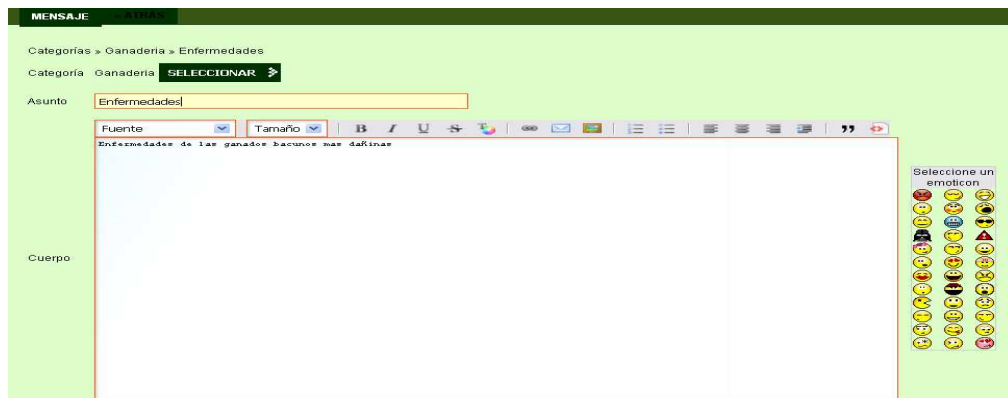 MENSAJE ATRÁS
Categorías » Ganaderia » Enfermedades
Categoría Ganaderia SELECCIONAR
Asunto Enfermedades
Fuente Tamaño B I U S T
Enfermedades de las ganados bacunos mas dañinas
Seleccione un
emoticon
Cuerpo